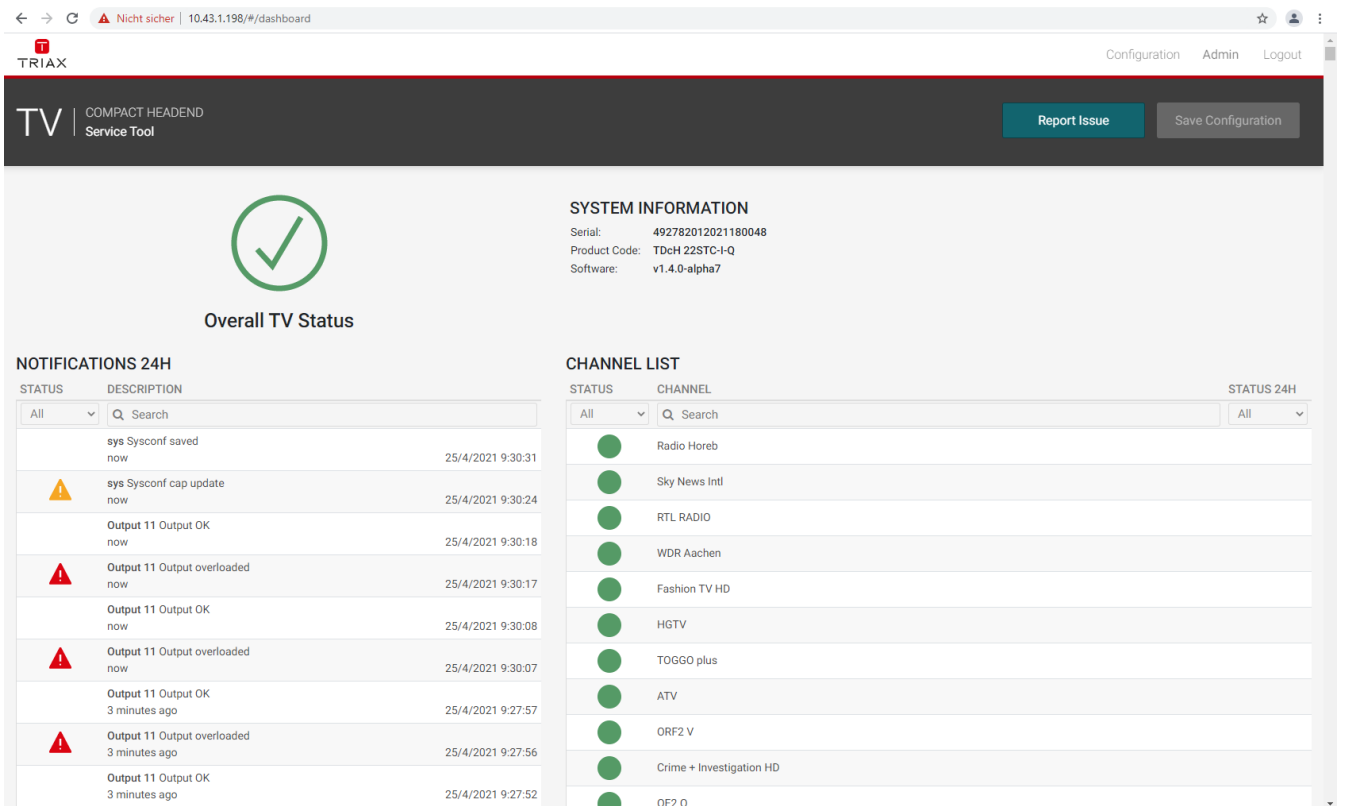 Nicht sicher | 10.43.1.198/#/dashboard
T
TRIAX
Configuration Admin Logout
TV | COMPACT HEADEND
Service Tool
Report Issue
Save Configuration
Overall TV Status
SYSTEM INFORMATION
Serial: 492782012021180048
Product Code: TDcH 22STC-I-Q
Software: v1.4.0-alpha7
NOTIFICATIONS 24H
STATUS DESCRIPTION
All Search
sys Sysconf saved
now 25/4/2021 9:30:31
sys Sysconf cap update
now 25/4/2021 9:30:24
Output 11 Output OK
now 25/4/2021 9:30:18
Output 11 Output overloaded
now 25/4/2021 9:30:17
Output 11 Output OK
now 25/4/2021 9:30:08
Output 11 Output overloaded
now 25/4/2021 9:30:07
Output 11 Output OK
3 minutes ago 25/4/2021 9:27:57
Output 11 Output overloaded
3 minutes ago 25/4/2021 9:27:56
Output 11 Output OK
3 minutes ago 25/4/2021 9:27:52
CHANNEL LIST
STATUS CHANNEL STATUS 24H
All Search All
Radio Horeb
Sky News Intl
RTL RADIO
WDR Aachen
Fashion TV HD
HGTV
TOGGO plus
ATV
ORF2 V
Crime + Investigation HD